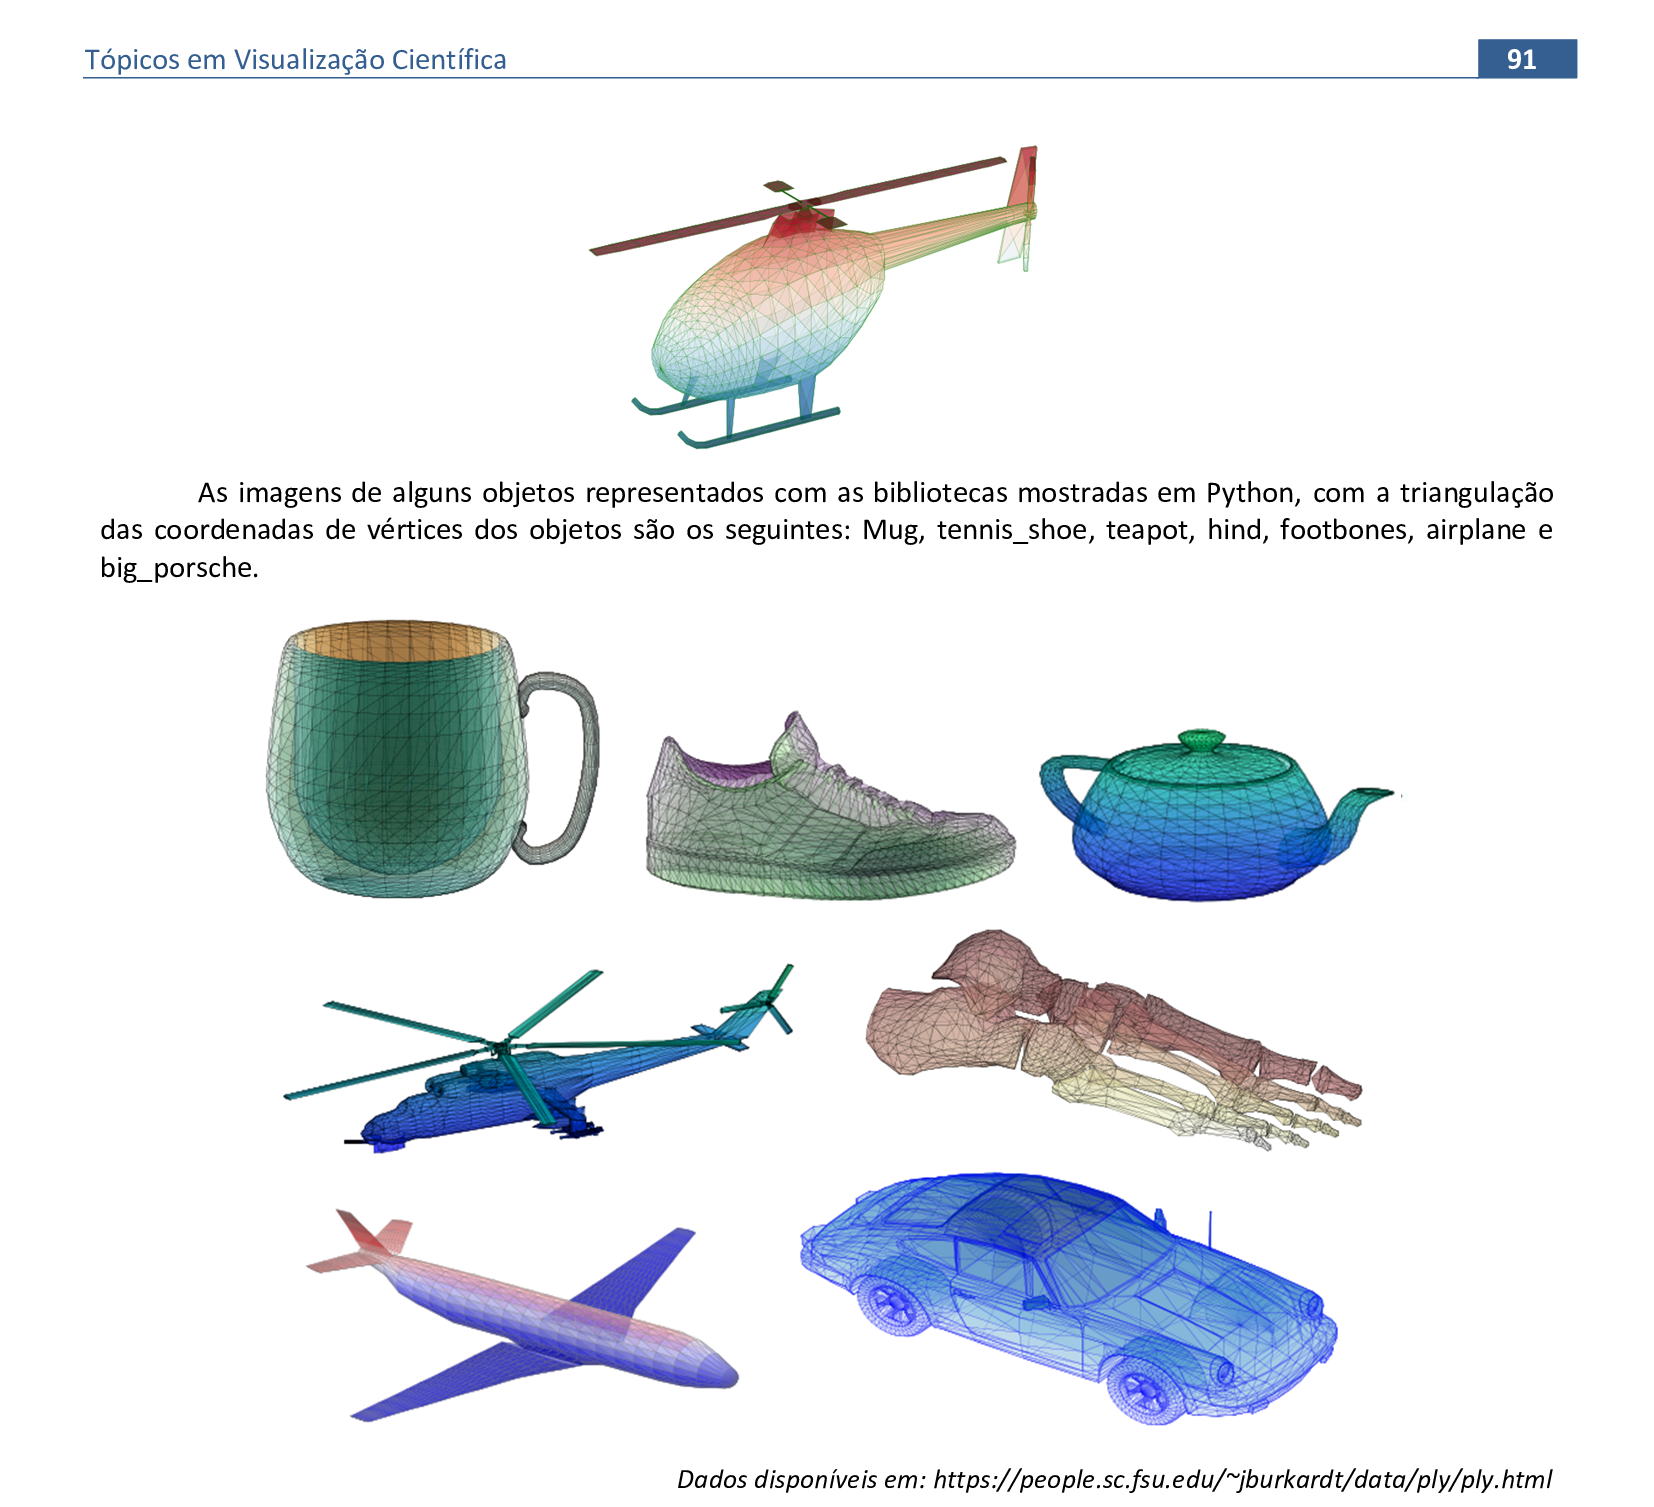 Tópicos em Visualização Científica
91
As imagens de alguns objetos representados com as bibliotecas mostradas em Python, com a triangulação
das coordenadas de vértices dos objetos são os seguintes: Mug, tennis_shoe, teapot, hind, footbones, airplane e
big_porsche.
Dados disponíveis em: https://people.sc.fsu.edu/~jburkardt/data/ply/ply.html